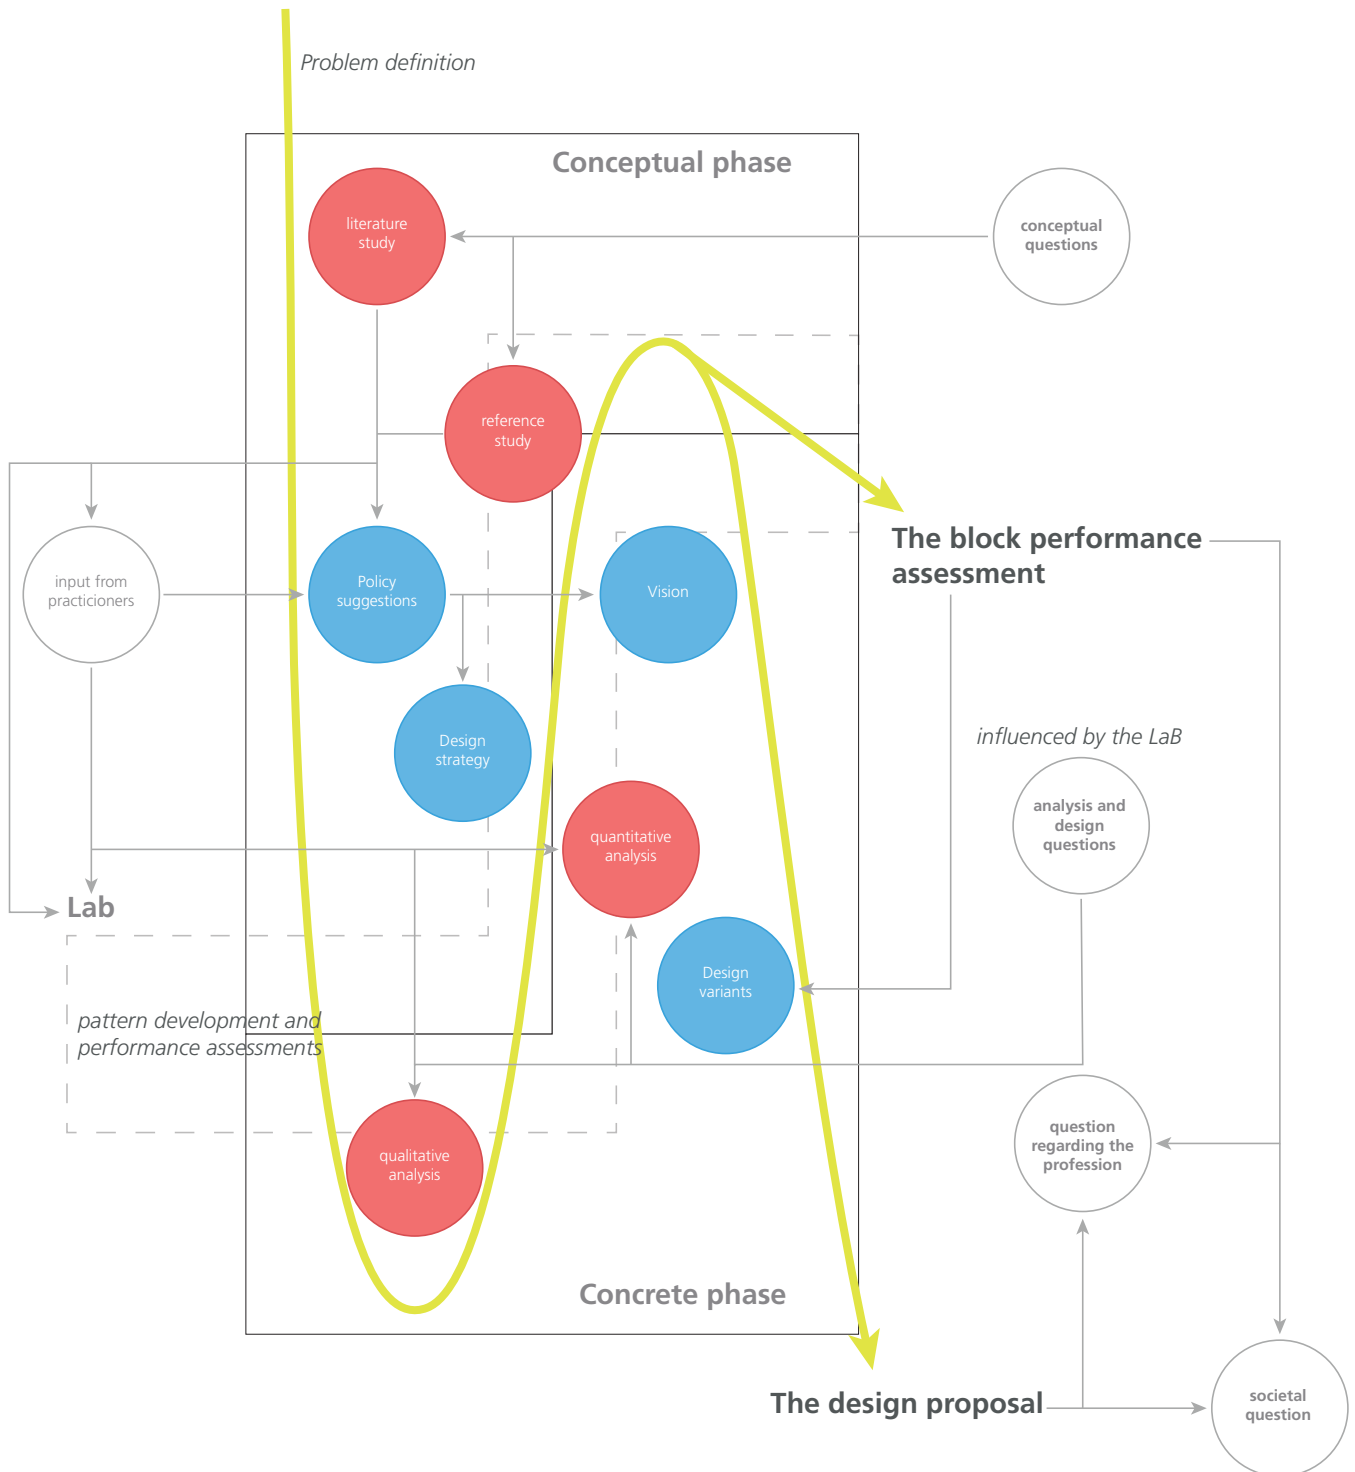 Problem definition
Conceptual phase
literature
study
conceptual
questions
reference
study
The block performance
assessment
input from
practicioners
Policy
suggestions
Vision
Design
strategy
influenced by the LaB
analysis and
design
questions
quantitative
analysis
Lab
Design
variants
pattern development and
performance assessments
question
regarding the
profession
qualitative
analysis
Concrete phase
The design proposal
societal
question